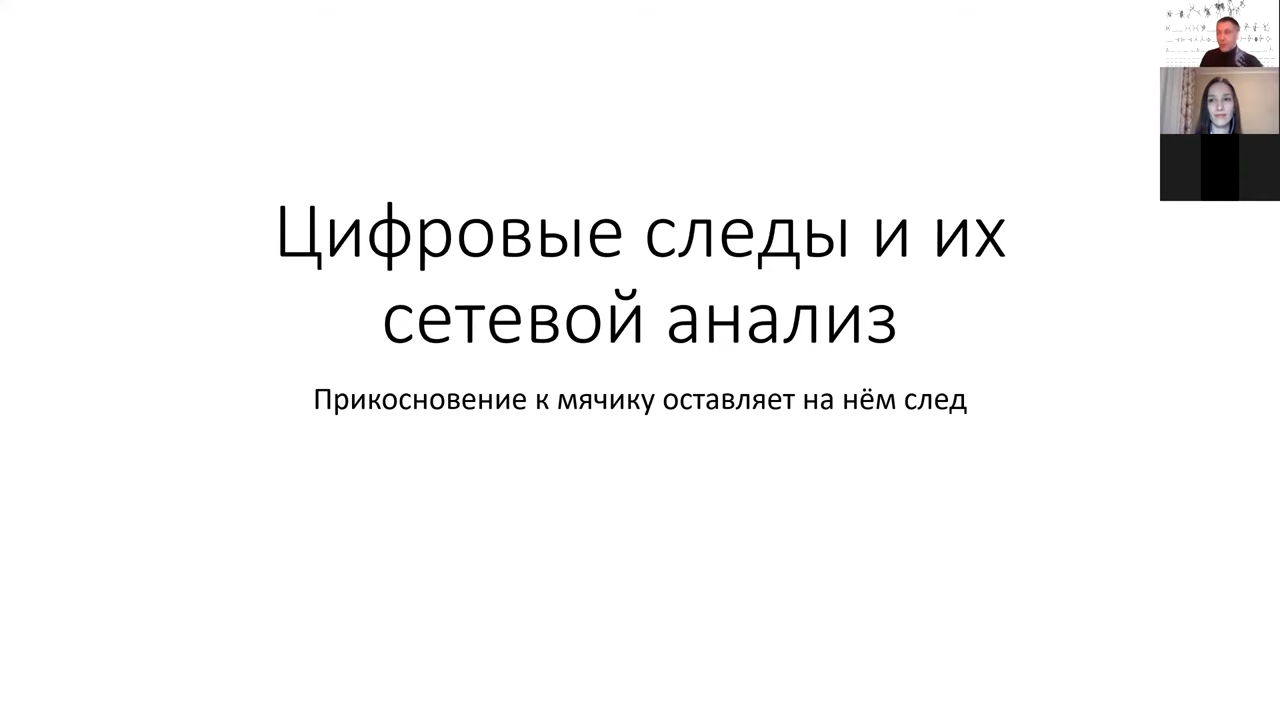 Цифровые следы и их
сетевой анализ
Прикосновение к мячику оставляет на нём след